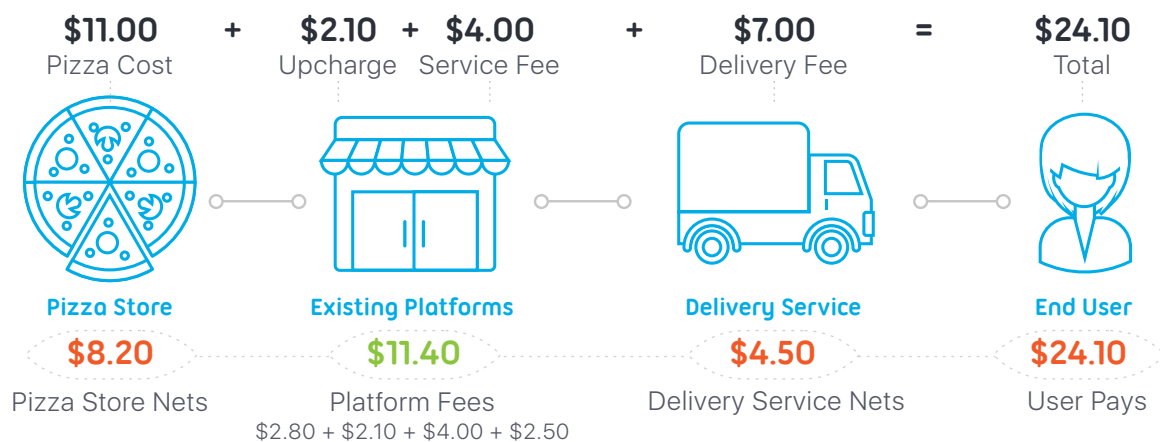 $11.00 + $2.10 + $4.00 + $7.00 = $24.10
Pizza Cost Upcharge Service Fee Delivery Fee Total
Pizza Store Existing Platforms Delivery Service End User
$8.20 $11.40 $4.50 $24.10
Pizza Store Nets Platform Fees Delivery Service Nets User Pays
$2.80 + $2.10 + $4.00 + $2.50